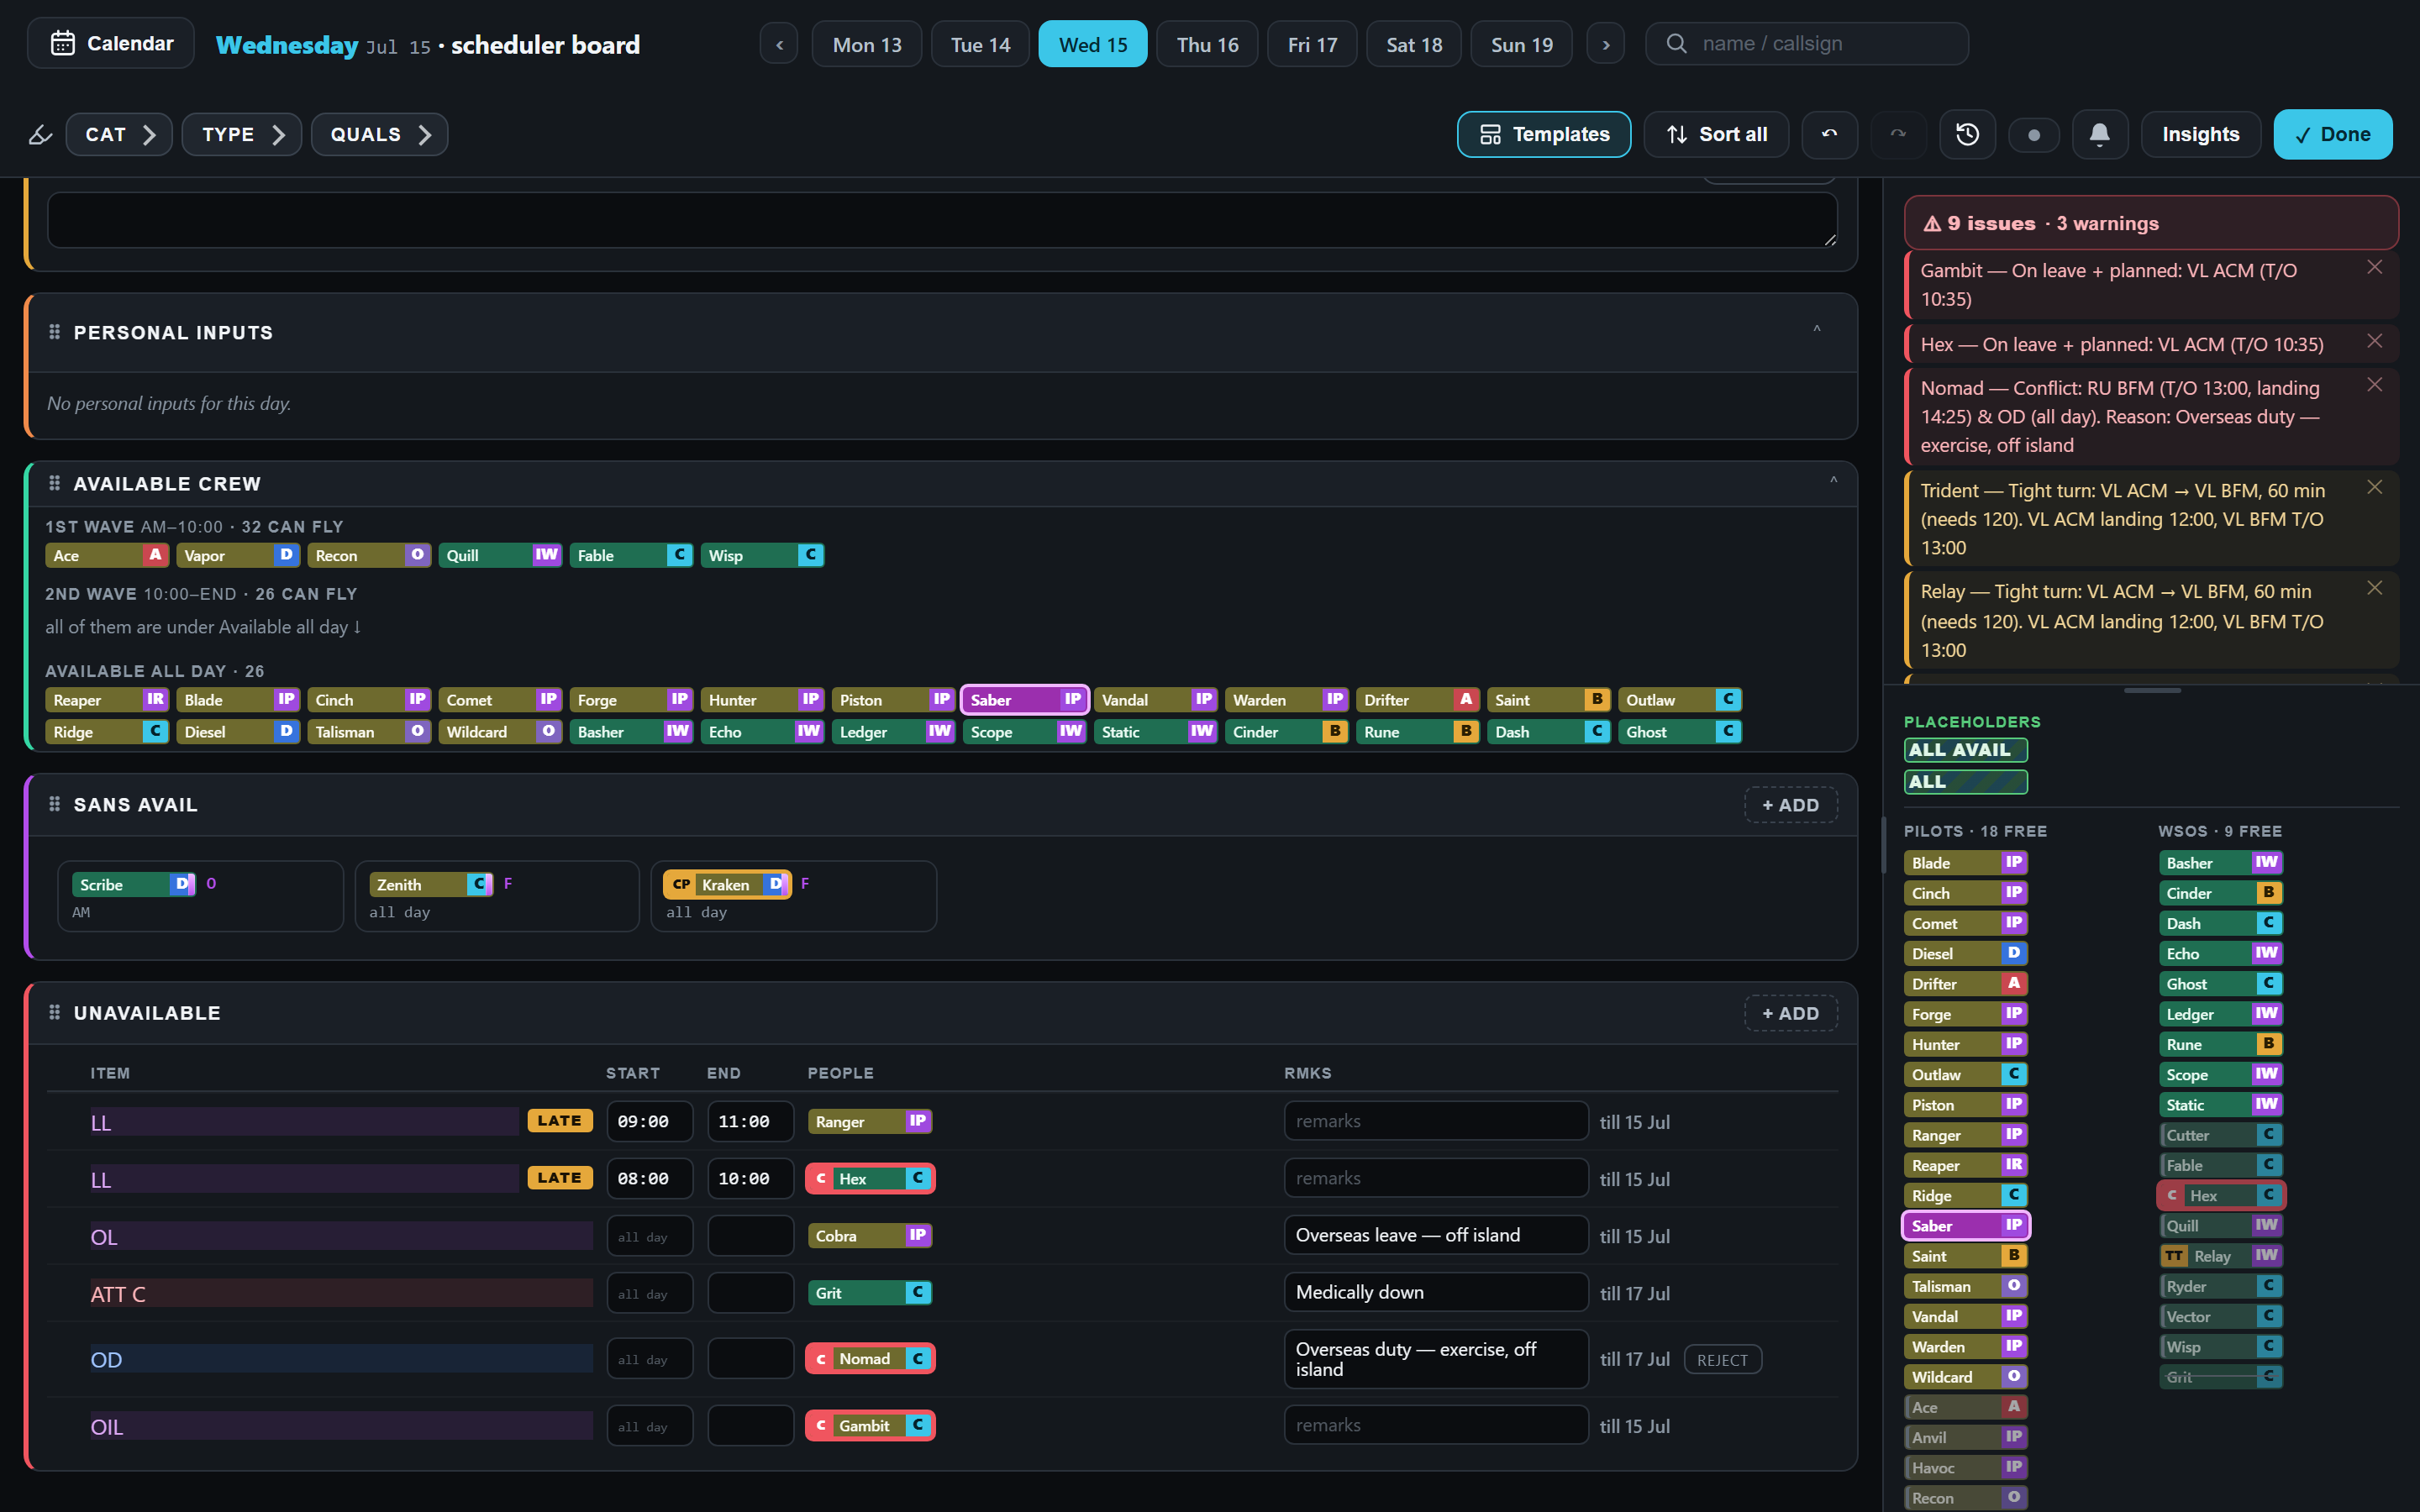 Calendar
Wednesday Jul 15 · scheduler board
‹ Mon 13 Tue 14 Wed 15 Thu 16 Fri 17 Sat 18 Sun 19 ›
name / callsign
CAT TYPE QUALS
Templates Sort all Insights ✓ Done
PERSONAL INPUTS
No personal inputs for this day.
AVAILABLE CREW
1ST WAVE AM–10:00 · 32 CAN FLY
Ace A Vapor D Recon O Quill IW Fable C Wisp C
2ND WAVE 10:00–END · 26 CAN FLY
all of them are under Available all day ↓
AVAILABLE ALL DAY · 26
Reaper IR Blade IP Cinch IP Comet IP Forge IP Hunter IP Piston IP Saber IP Vandal IP Warden IP Drifter A Saint B Outlaw C
Ridge C Diesel D Talisman O Wildcard O Basher IW Echo IW Ledger IW Scope IW Static IW Cinder B Rune B Dash C Ghost C
SANS AVAIL + ADD
Scribe D O
AM
Zenith C F
all day
CP Kraken D F
all day
UNAVAILABLE + ADD
ITEM START END PEOPLE RMKS
LL LATE 09:00 11:00 Ranger IP remarks till 15 Jul
LL LATE 08:00 10:00 C Hex C remarks till 15 Jul
OL all day Cobra IP Overseas leave — off island till 15 Jul
ATT C all day Grit C Medically down till 17 Jul
OD all day C Nomad C Overseas duty — exercise, off island till 17 Jul REJECT
OIL all day C Gambit C remarks till 15 Jul
⚠ 9 issues · 3 warnings
Gambit — On leave + planned: VL ACM (T/O
10:35)
Hex — On leave + planned: VL ACM (T/O 10:35)
Nomad — Conflict: RU BFM (T/O 13:00, landing
14:25) & OD (all day). Reason: Overseas duty —
exercise, off island
Trident — Tight turn: VL ACM → VL BFM, 60 min
(needs 120). VL ACM landing 12:00, VL BFM T/O
13:00
Relay — Tight turn: VL ACM → VL BFM, 60 min
(needs 120). VL ACM landing 12:00, VL BFM T/O
13:00
PLACEHOLDERS
ALL AVAIL
ALL
PILOTS · 18 FREE
Blade IP
Cinch IP
Comet IP
Diesel D
Drifter A
Forge IP
Hunter IP
Outlaw C
Piston IP
Ranger IP
Reaper IR
Ridge C
Saber IP
Saint B
Talisman O
Vandal IP
Warden IP
Wildcard O
Ace A
Anvil IP
Havoc IP
Recon O
WSOS · 9 FREE
Basher IW
Cinder B
Dash C
Echo IW
Ghost C
Ledger IW
Rune B
Scope IW
Static IW
Cutter C
Fable C
C Hex C
Quill IW
TT Relay IW
Ryder C
Vector C
Wisp C
Grit C